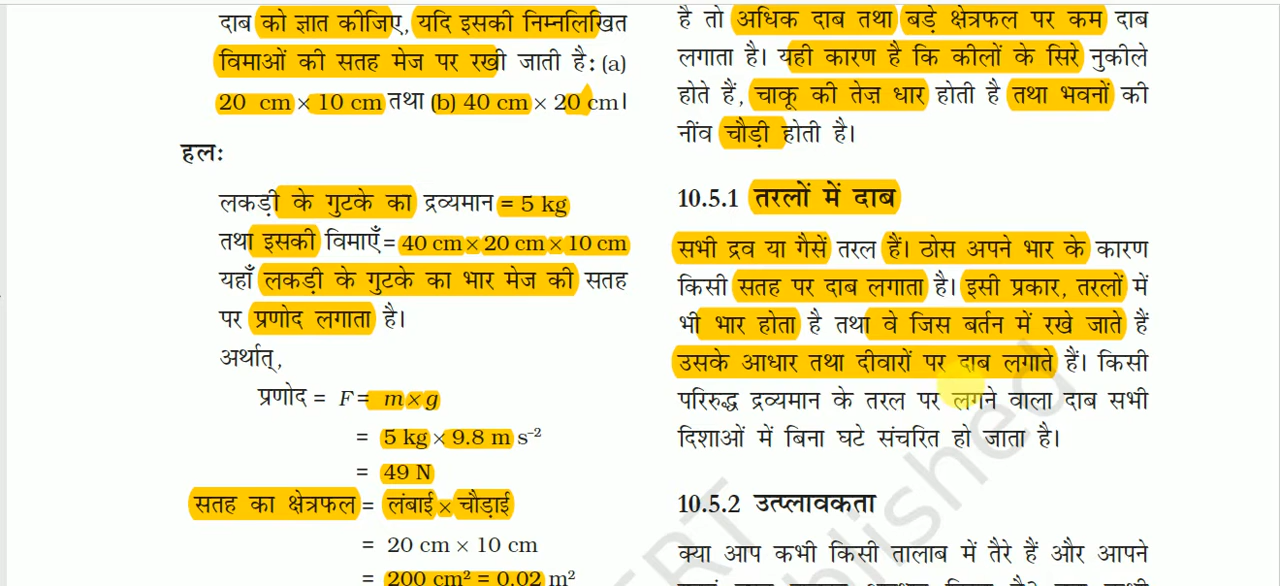 दाब को ज्ञात कीजिए, यदि इसकी निम्नलिखित
विमाओं की सतह मेज पर रखी जाती है: (a)
20 cm × 10 cm तथा (b) 40 cm × 20 cm।
हलः
लकड़ी के गुटके का द्रव्यमान = 5 kg
तथा इसकी विमाएँ = 40 cm × 20 cm × 10 cm
यहाँ लकड़ी के गुटके का भार मेज की सतह
पर प्रणोद लगाता है।
अर्थात्,
प्रणोद = F = m × g
= 5 kg × 9.8 m s⁻²
= 49 N
सतह का क्षेत्रफल = लंबाई × चौड़ाई
= 20 cm × 10 cm
= 200 cm² = 0.02 m²
है तो अधिक दाब तथा बड़े क्षेत्रफल पर कम दाब
लगाता है। यही कारण है कि कीलों के सिरे नुकीले
होते हैं, चाकू की तेज़ धार होती है तथा भवनों की
नींव चौड़ी होती है।
10.5.1 तरलों में दाब
सभी द्रव या गैसें तरल हैं। ठोस अपने भार के कारण
किसी सतह पर दाब लगाता है। इसी प्रकार, तरलों में
भी भार होता है तथा वे जिस बर्तन में रखे जाते हैं
उसके आधार तथा दीवारों पर दाब लगाते हैं। किसी
परिरुद्ध द्रव्यमान के तरल पर लगने वाला दाब सभी
दिशाओं में बिना घटे संचरित हो जाता है।
10.5.2 उत्प्लावकता
क्या आप कभी किसी तालाब में तैरे हैं और आपने